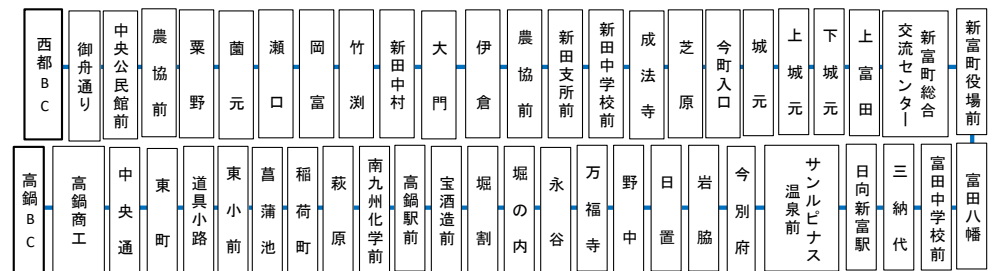 西都BC
御舟通り
中央公民館前
農協前
粟野
薗元
瀬口
岡富
竹渕
新田中村
大門
伊倉
農協前
新田支所前
新田中学校前
成法寺
芝原
今町入口
城元
上城元
下城元
上富田
新富町総合
交流センター
新富町役場前
高鍋BC
高鍋商工
中央通
東町
道具小路
東小前
菖蒲池
稲荷町
萩原
南九州化学前
高鍋駅前
宝酒造前
堀割
堀の内
永谷
万福寺
野中
日置
岩脇
今別府
サンルピナス
温泉前
日向新富駅
三納代
富田中学校前
富田八幡